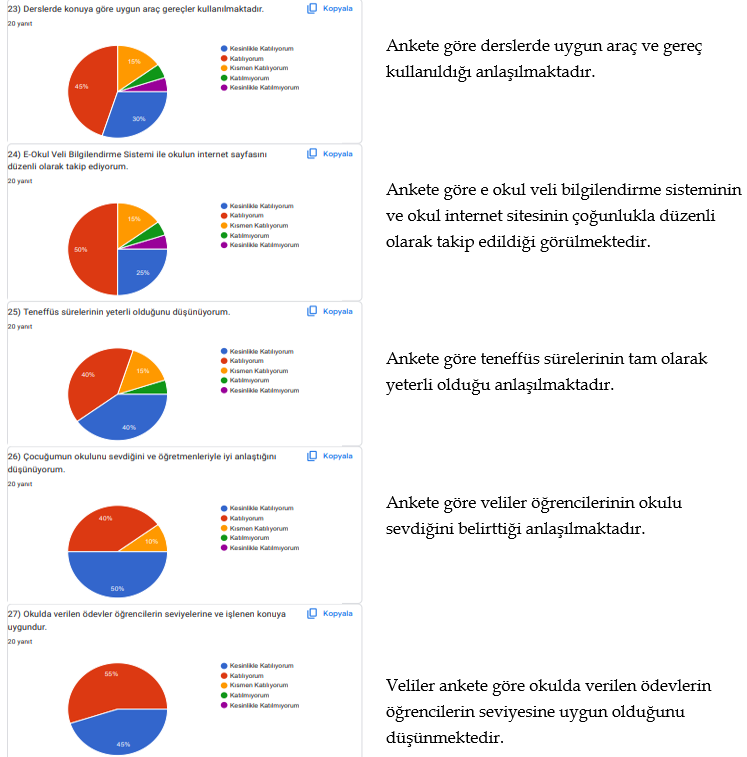 23) Derslerde konuya göre uygun araç gereçler kullanılmaktadır.
Kopyala
20 yanıt
Kesinlikle Katılıyorum
Katılıyorum
Kısmen Katılıyorum
Katılmıyorum
Kesinlikle Katılmıyorum
15%
45%
30%
Ankete göre derslerde uygun araç ve gereç
kullanıldığı anlaşılmaktadır.
24) E-Okul Veli Bilgilendirme Sistemi ile okulun internet sayfasını
düzenli olarak takip ediyorum.
Kopyala
20 yanıt
Kesinlikle Katılıyorum
Katılıyorum
Kısmen Katılıyorum
Katılmıyorum
Kesinlikle Katılmıyorum
15%
50%
25%
Ankete göre e okul veli bilgilendirme sisteminin
ve okul internet sitesinin çoğunlukla düzenli
olarak takip edildiği görülmektedir.
25) Teneffüs sürelerinin yeterli olduğunu düşünüyorum.
Kopyala
20 yanıt
Kesinlikle Katılıyorum
Katılıyorum
Kısmen Katılıyorum
Katılmıyorum
Kesinlikle Katılmıyorum
15%
40%
40%
Ankete göre teneffüs sürelerinin tam olarak
yeterli olduğu anlaşılmaktadır.
26) Çocuğumun okulunu sevdiğini ve öğretmenleriyle iyi anlaştığını
düşünüyorum.
Kopyala
20 yanıt
Kesinlikle Katılıyorum
Katılıyorum
Kısmen Katılıyorum
Katılmıyorum
Kesinlikle Katılmıyorum
40%
10%
50%
Ankete göre veliler öğrencilerinin okulu
sevdiğini belirttiği anlaşılmaktadır.
27) Okulda verilen ödevler öğrencilerin seviyelerine ve işlenen konuya
uygundur.
Kopyala
20 yanıt
Kesinlikle Katılıyorum
Katılıyorum
Kısmen Katılıyorum
Katılmıyorum
Kesinlikle Katılmıyorum
55%
45%
Veliler ankete göre okulda verilen ödevlerin
öğrencilerin seviyesine uygun olduğunu
düşünmektedir.